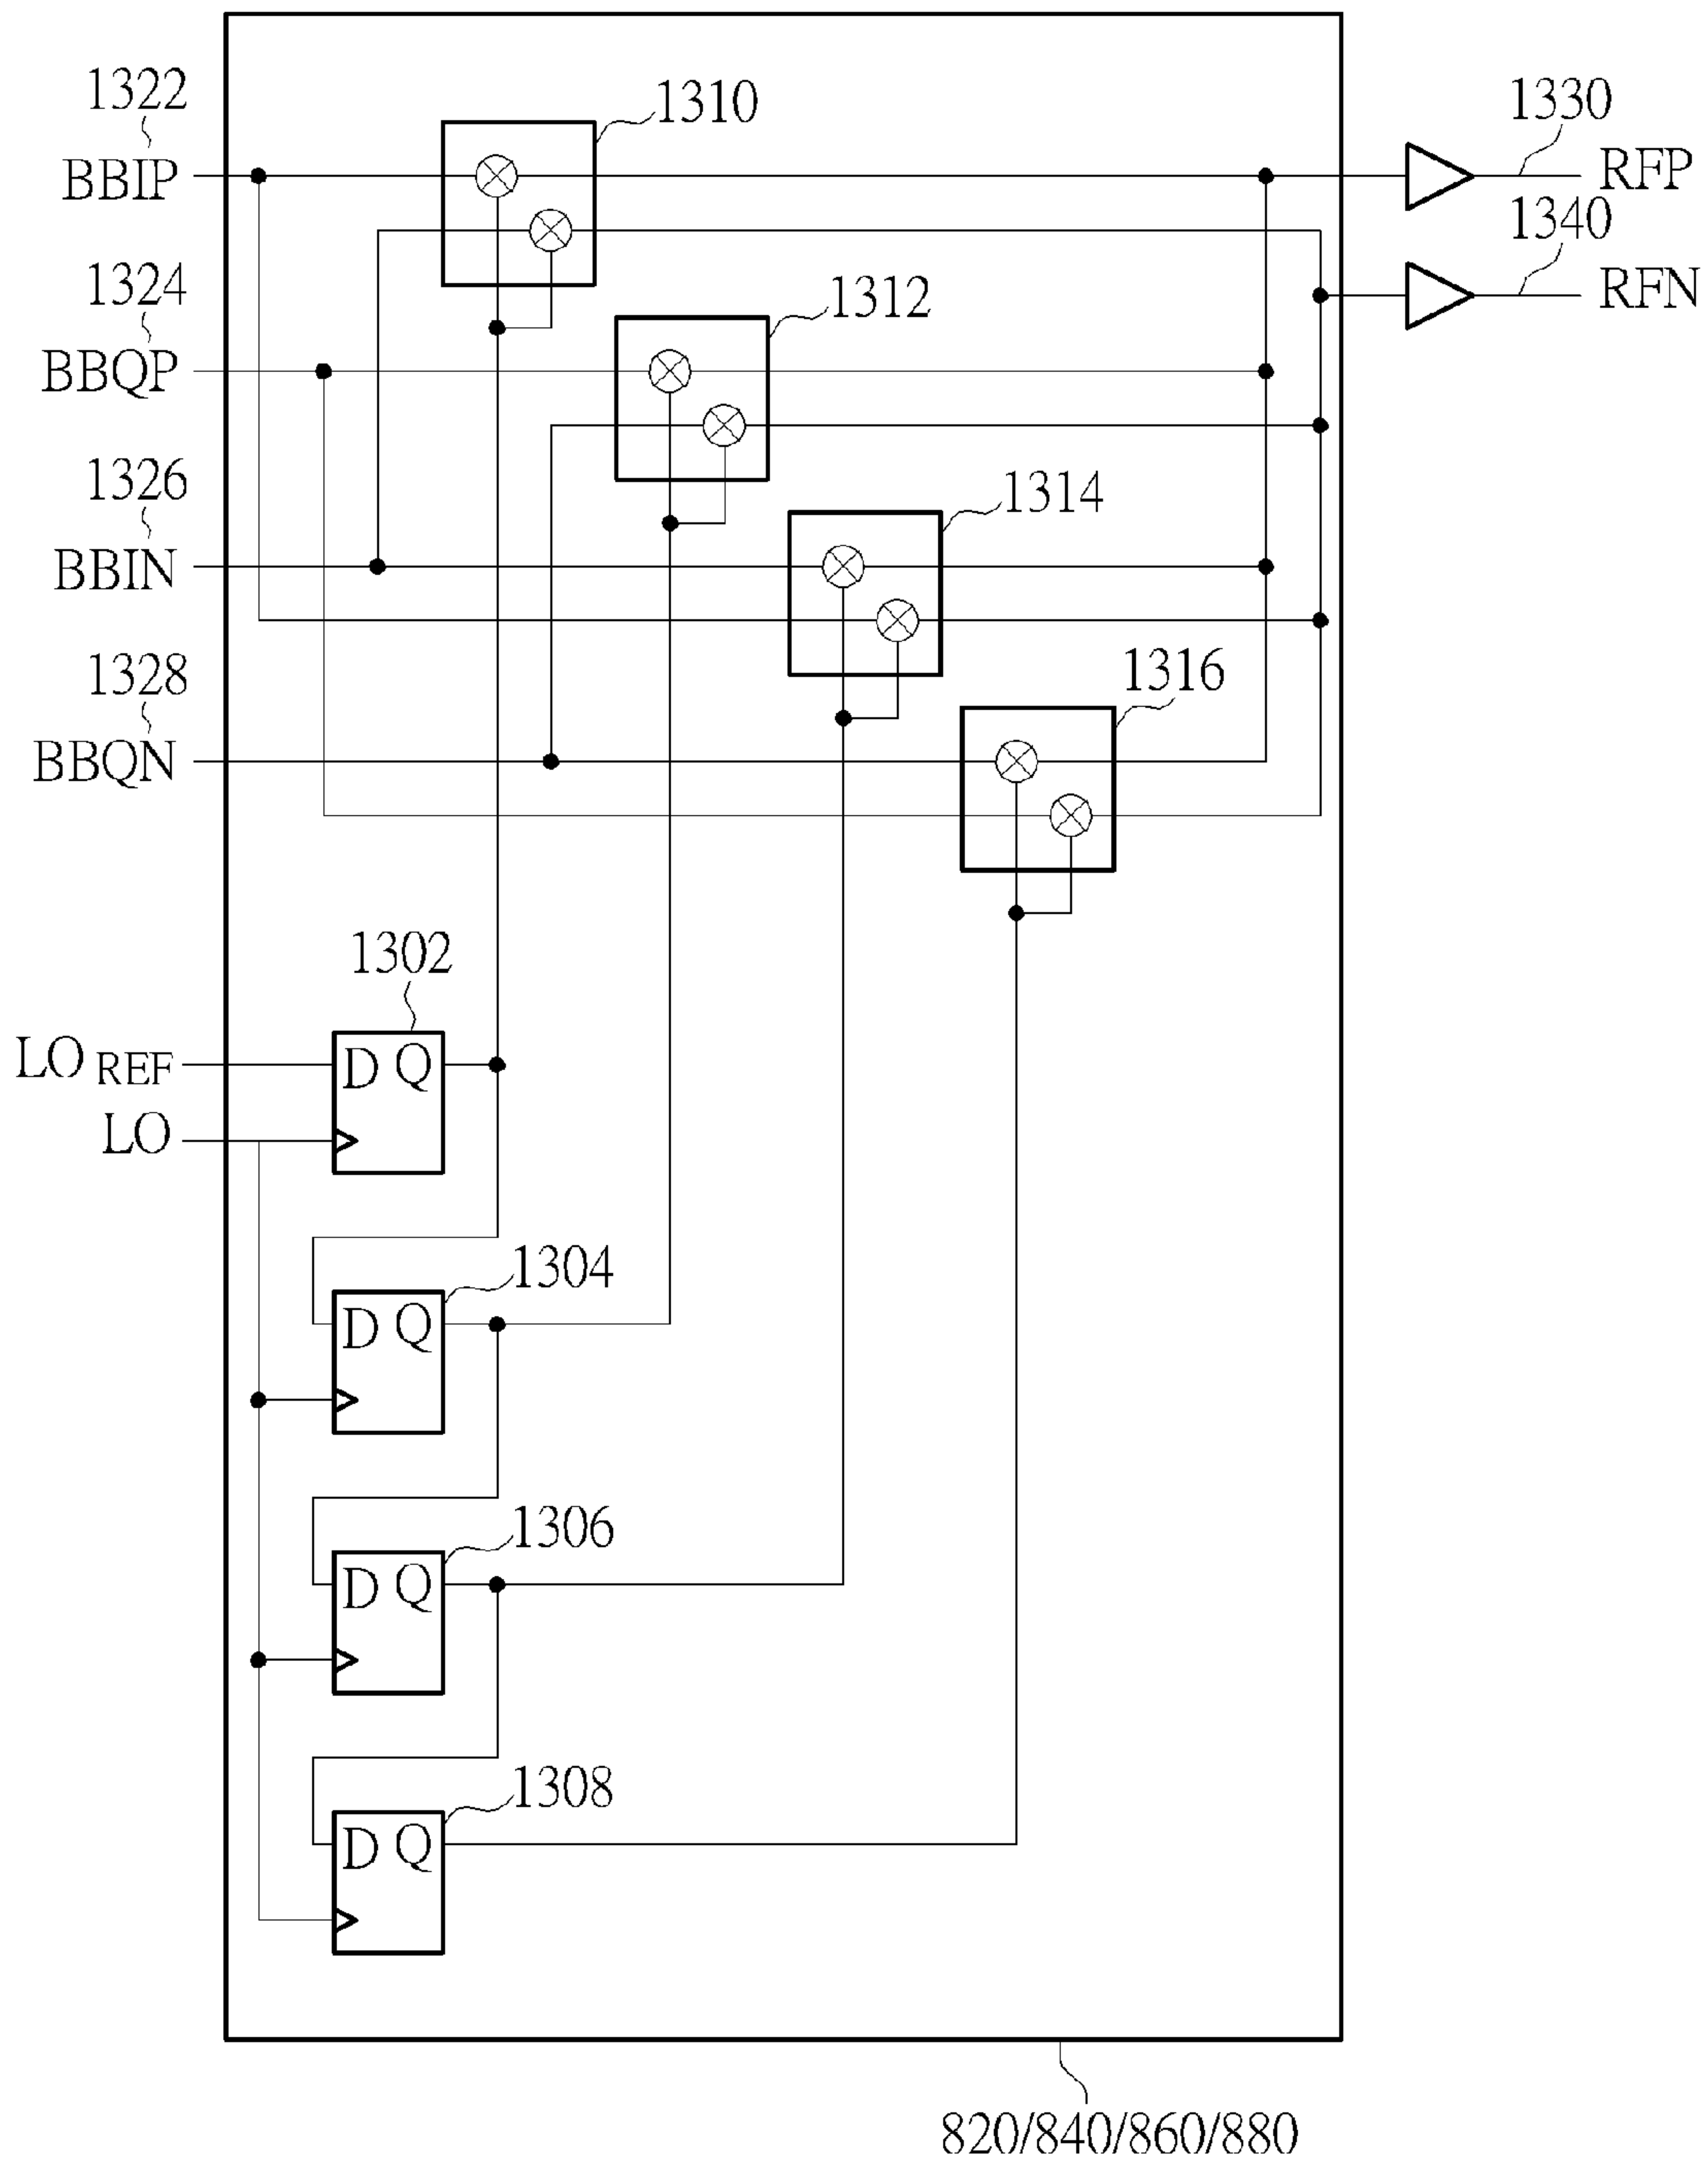 1322
1310
1330
BBIP
RFP
1340
1324
1312
RFN
BBQP
1326
1314
BBIN
1328
1316
BBQN
1302
LO REF
D Q
LO
1304
D Q
1306
D Q
1308
D Q
820/840/860/880